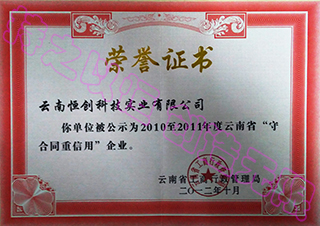 荣誉证书
云南恒创科技实业有限公司
你单位被公示为2010至2011年度云南省“守
合同重信用”企业。
云南省工商行政管理局
二〇一二年十月